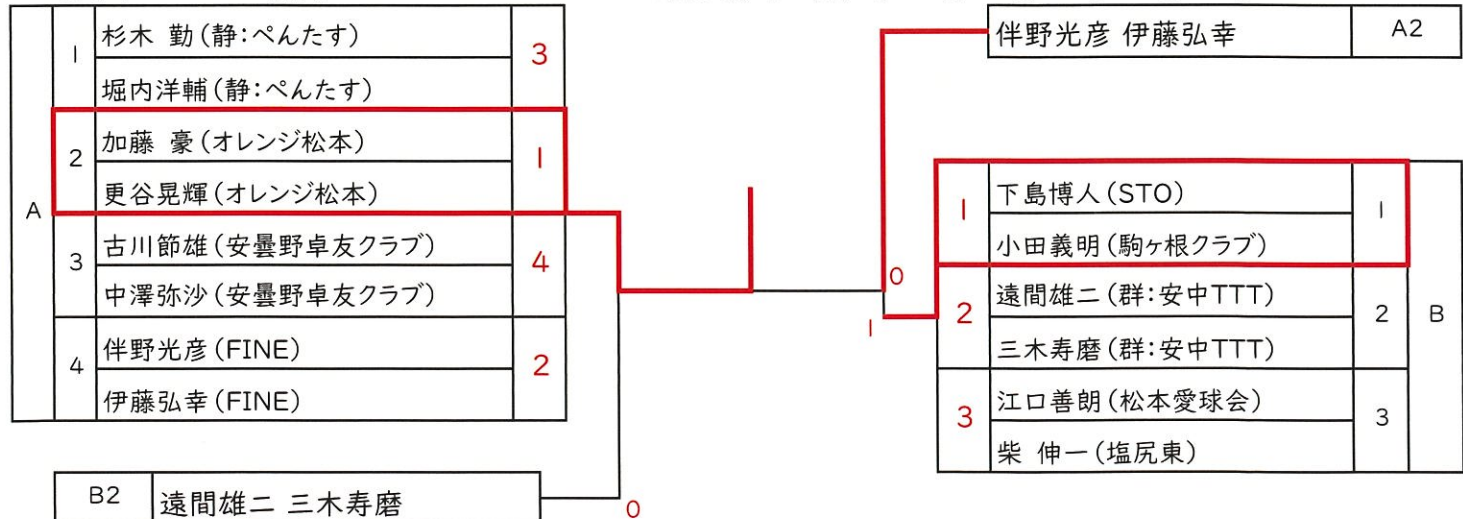 A
1
杉木 勤(静:ぺんたす)
堀内洋輔(静:ぺんたす)
3
2
加藤 豪(オレンジ松本)
更谷晃輝(オレンジ松本)
1
3
古川節雄(安曇野卓友クラブ)
中澤弥沙(安曇野卓友クラブ)
4
4
伴野光彦(FINE)
伊藤弘幸(FINE)
2
B2 遠間雄二 三木寿磨
0
伴野光彦 伊藤弘幸 A2
0
1
1
下島博人(STO)
小田義明(駒ヶ根クラブ)
1
2
遠間雄二(群:安中TTT)
三木寿磨(群:安中TTT)
2
3
江口善朗(松本愛球会)
柴 伸一(塩尻東)
3
B